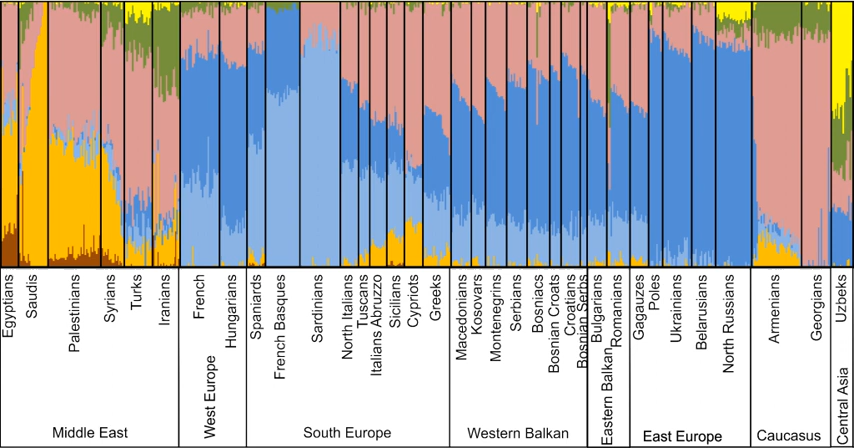 Egyptians
Saudis
Palestinians
Syrians
Turks
Iranians
French
Hungarians
Spaniards
French Basques
Sardinians
North Italians
Tuscans
Italians Abruzzo
Sicilians
Cypriots
Greeks
Macedonians
Kosovars
Montenegrins
Serbians
Bosniacs
Bosnian Croats
Croatians
Bosnian Serbs
Bulgarians
Romanians
Gagauzes
Poles
Ukrainians
Belarusians
North Russians
Armenians
Georgians
Uzbeks
Middle East
West Europe
South Europe
Western Balkan
Eastern Balkan
East Europe
Caucasus
Central Asia